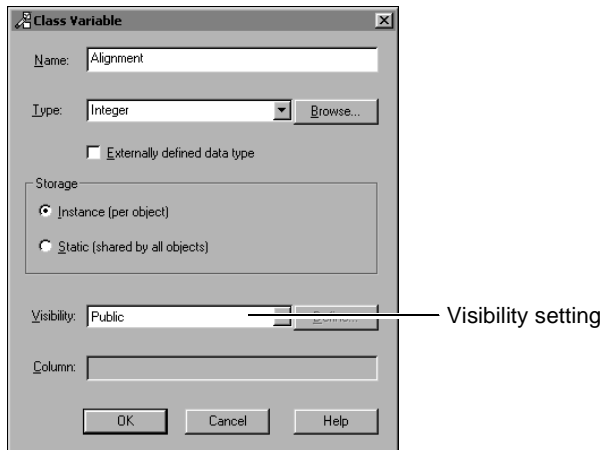 Class Variable
Name: Alignment
Type: Integer Browse...
Externally defined data type
Storage
Instance (per object)
Static (shared by all objects)
Visibility: Public Define... Visibility setting
Column:
OK Cancel Help